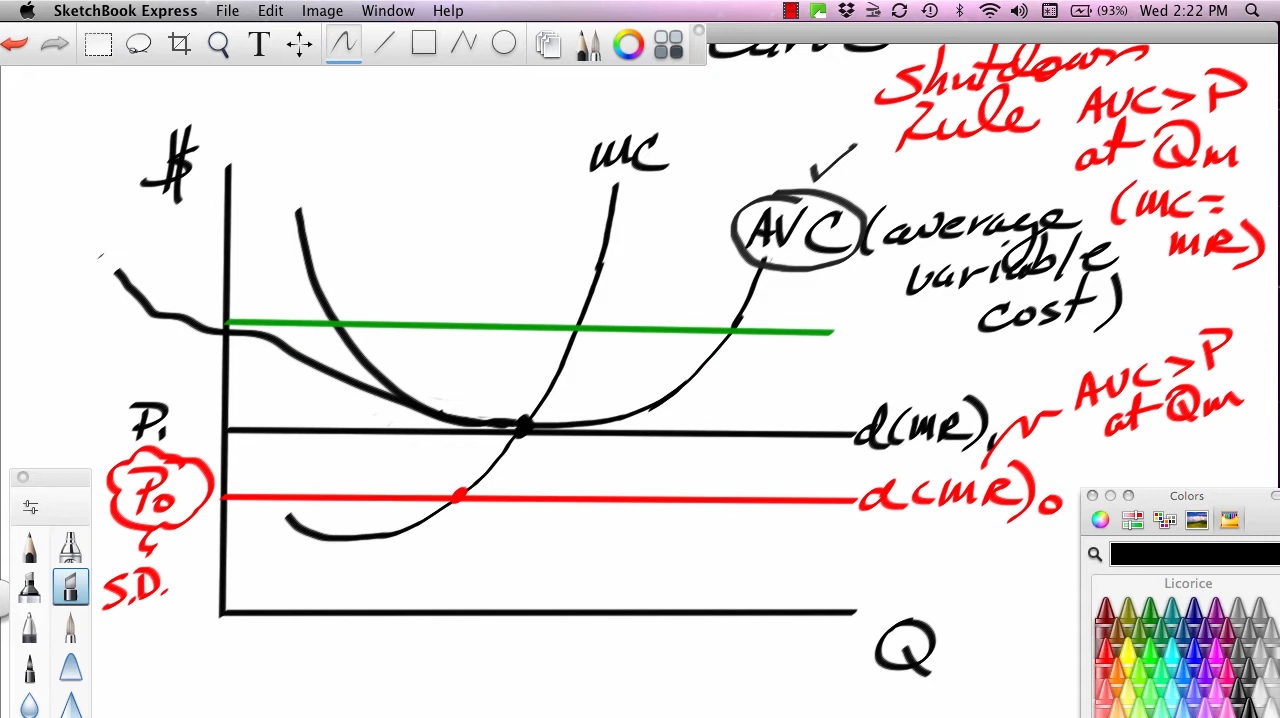 SketchBook Express File Edit Image Window Help (93%) Wed 2:22 PM
T
Curve
Shutdown
Rule
AVC > P
at Qm
(MC =
MR)
$
MC
AVC (average
variable
cost)
AVC > P
at Qm
P1
d(MR)1
P0
d(MR)0
S.D.
Q
Colors
Licorice